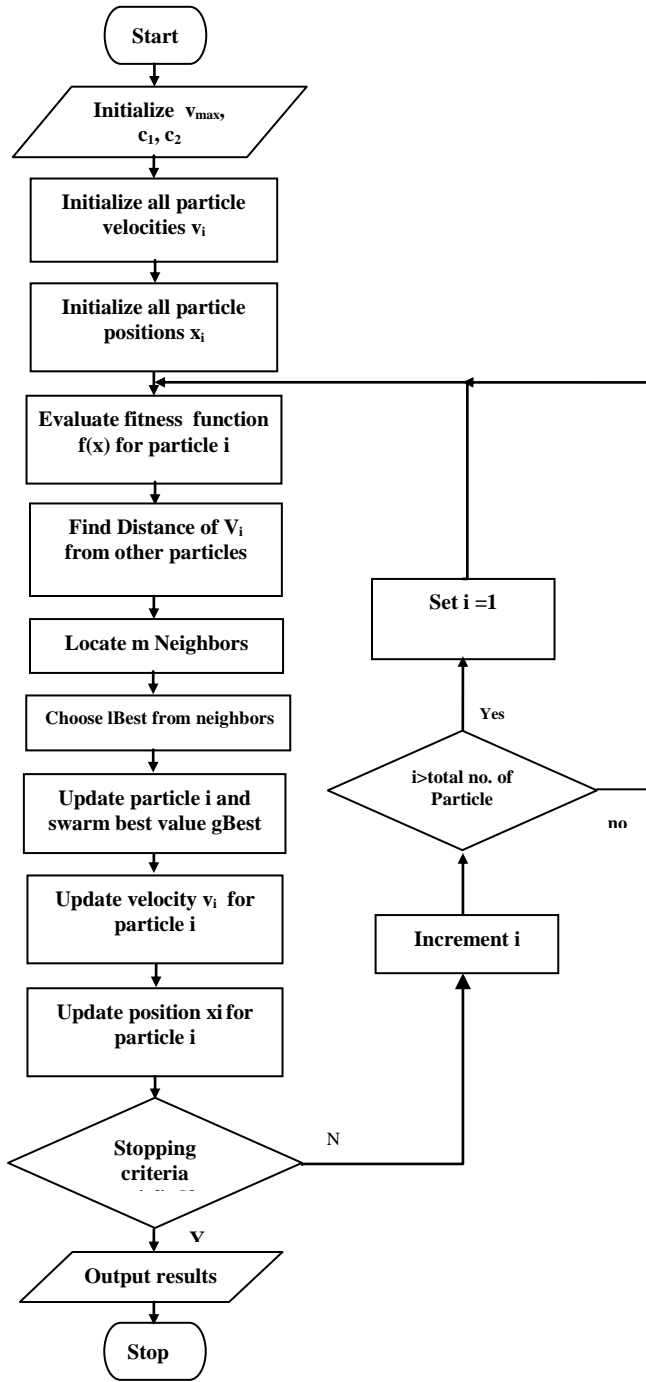 Start
Initialize v_max,
c_1, c_2
Initialize all particle
velocities v_i
Initialize all particle
positions x_i
Evaluate fitness function
f(x) for particle i
Find Distance of V_i
from other particles
Locate m Neighbors
Choose lBest from neighbors
Update particle i and
swarm best value gBest
Update velocity v_i for
particle i
Update position xi for
particle i
Stopping
criteria
N
Output results
Stop
Set i =1
Yes
i>total no. of
Particle
no
Increment i